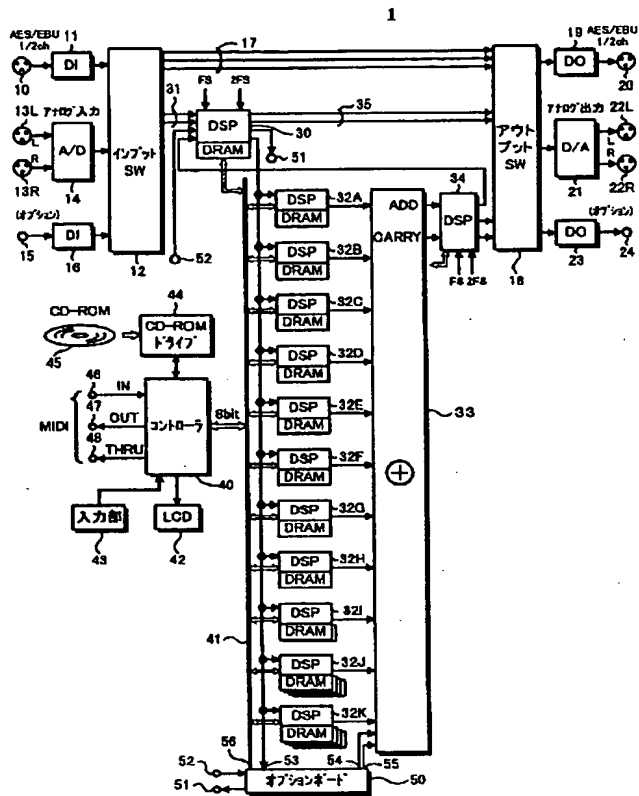 1
AES/EBU
1/2ch
11
DI
10
13L アナログ入力
L
R
13R
A/D
14
(オプション)
15
DI
16
インプット
SW
12
17
31
FS 2FS
DSP
DRAM
30
35
51
52
19
DO
AES/EBU
1/2ch
20
アナログ出力
22L
L
R
22R
D/A
21
アウト
プット
SW
18
(オプション)
DO
23
24
34
DSP
FS 2FS
ADD
CARRY
33
DSP
DRAM
32A
DSP
DRAM
32B
DSP
DRAM
32C
DSP
DRAM
32D
DSP
DRAM
32E
DSP
DRAM
32F
DSP
DRAM
32G
DSP
DRAM
32H
DSP
DRAM
32I
DSP
DRAM
32J
DSP
DRAM
32K
CD-ROM
45
44
CD-ROM
ドライブ
46
IN
47
OUT
MIDI
48
THRU
コントローラ
40
8bit
入力部
43
LCD
42
41
56
53
54
55
52
51
オプションボード
50